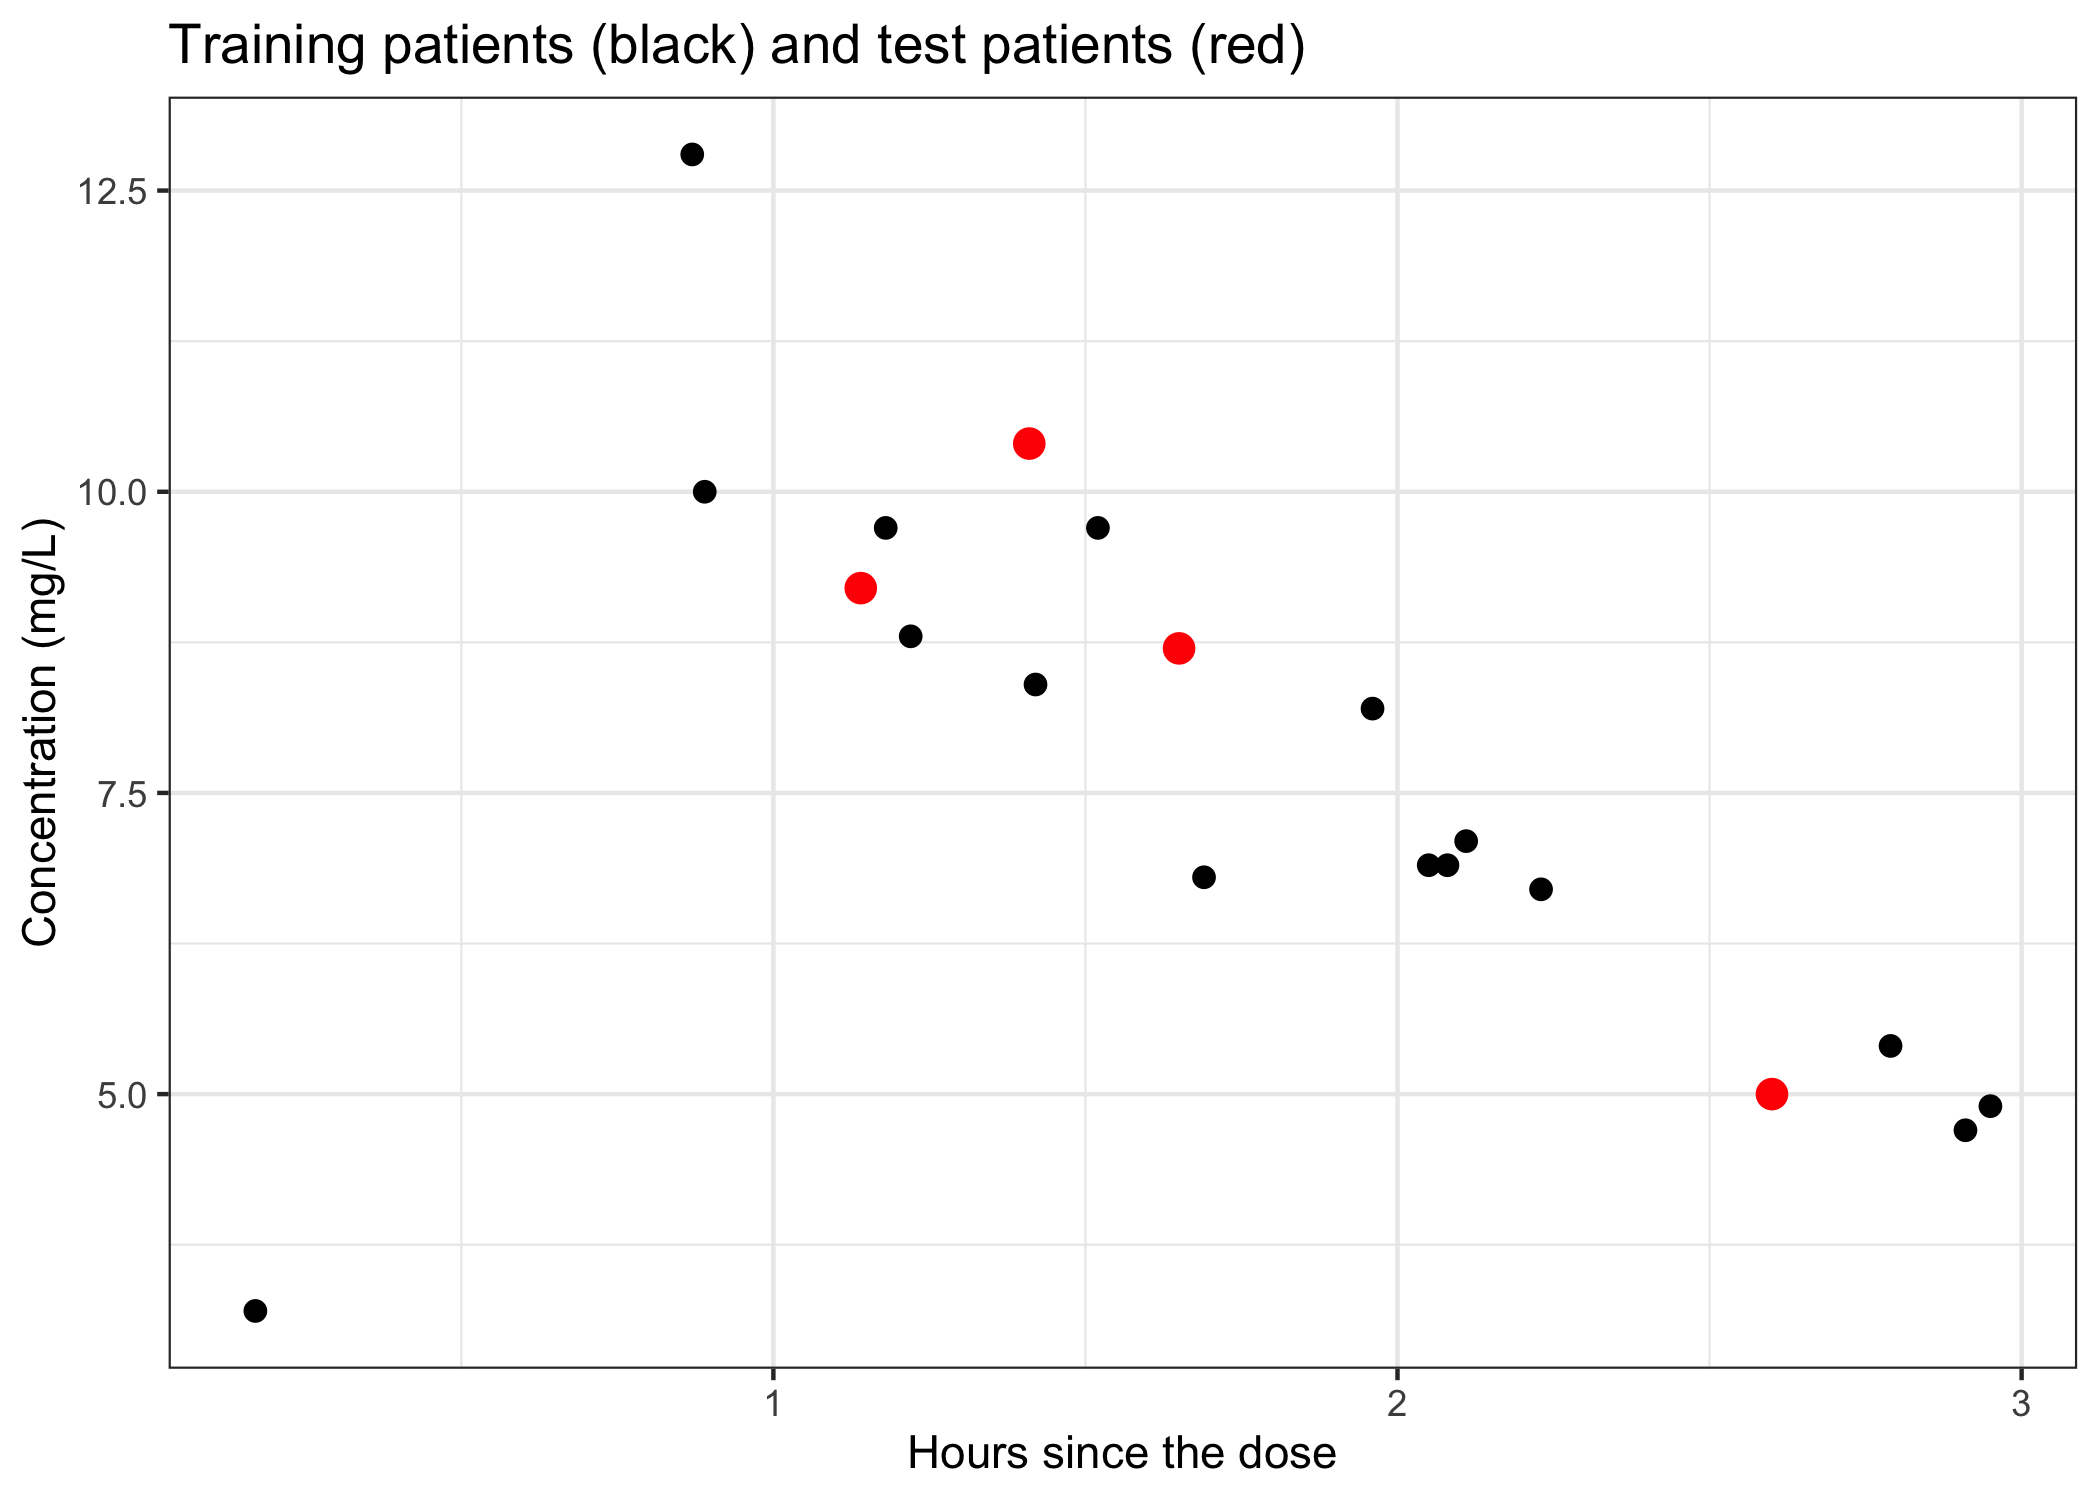 Training patients (black) and test patients (red)
Concentration (mg/L)
12.5
10.0
7.5
5.0
1
2
3
Hours since the dose